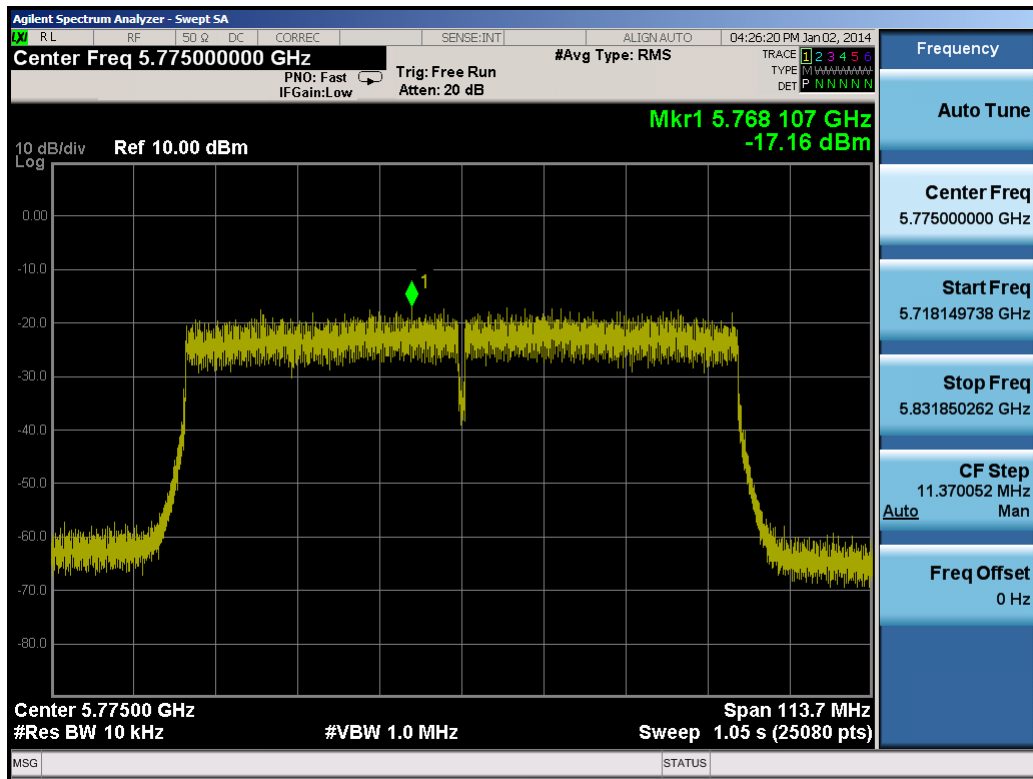 Agilent Spectrum Analyzer - Swept SA
LXI RL RF 50 Ω DC CORREC SENSE:INT ALIGNAUTO 04:26:20 PM Jan 02, 2014
Center Freq 5.775000000 GHz
PNO: Fast
IFGain:Low
Trig: Free Run
Atten: 20 dB
#Avg Type: RMS
TRACE 1 2 3 4 5 6
TYPE M W W W W W
DET P N N N N N
Mkr1 5.768 107 GHz
-17.16 dBm
10 dB/div Ref 10.00 dBm
Log
1
0.00
-10.0
-20.0
-30.0
-40.0
-50.0
-60.0
-70.0
-80.0
Center 5.77500 GHz Span 113.7 MHz
#Res BW 10 kHz #VBW 1.0 MHz Sweep 1.05 s (25080 pts)
MSG STATUS
Frequency
Auto Tune
Center Freq
5.775000000 GHz
Start Freq
5.718149738 GHz
Stop Freq
5.831850262 GHz
CF Step
11.370052 MHz
Auto Man
Freq Offset
0 Hz